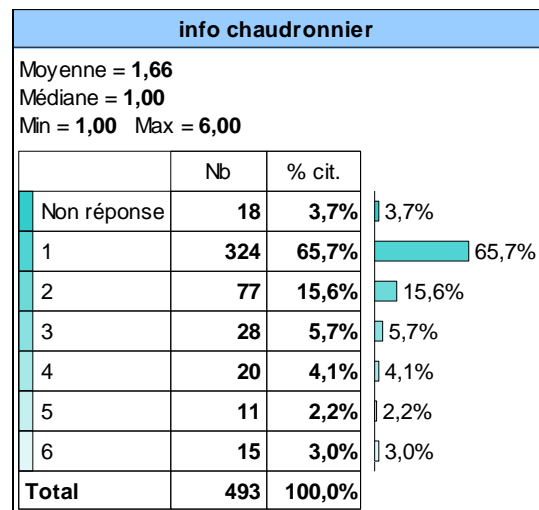 info chaudronnier
Moyenne = 1,66
Médiane = 1,00
Min = 1,00 Max = 6,00
Nb % cit.
Non réponse 18 3,7% 3,7%
1 324 65,7% 65,7%
2 77 15,6% 15,6%
3 28 5,7% 5,7%
4 20 4,1% 4,1%
5 11 2,2% 2,2%
6 15 3,0% 3,0%
Total 493 100,0%